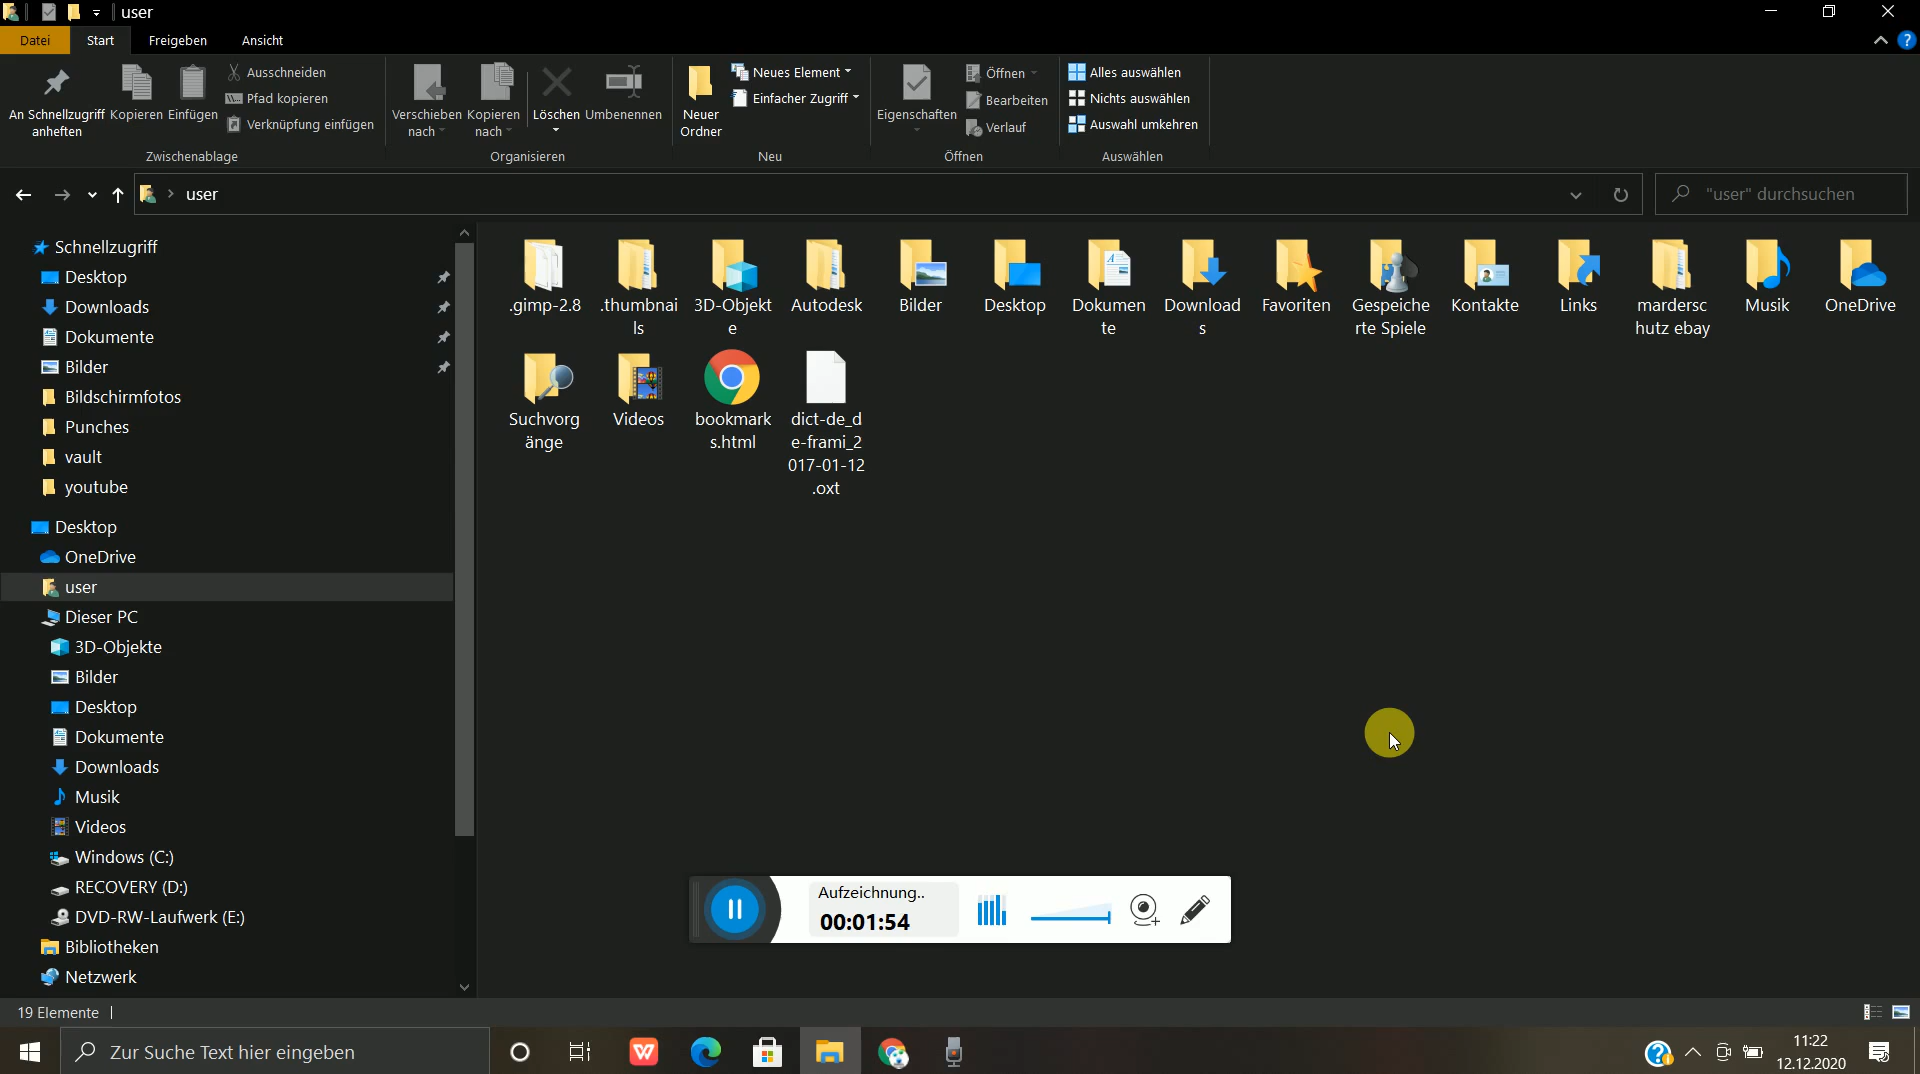 user
Datei
Start
Freigeben
Ansicht
?
An Schnellzugriff
anheften
Kopieren
Einfügen
Ausschneiden
Pfad kopieren
Verknüpfung einfügen
Zwischenablage
Verschieben
nach
Kopieren
nach
Löschen
Umbenennen
Organisieren
Neuer
Ordner
Neues Element
Einfacher Zugriff
Neu
Eigenschaften
Öffnen
Bearbeiten
Verlauf
Öffnen
Alles auswählen
Nichts auswählen
Auswahl umkehren
Auswählen
user
"user" durchsuchen
Schnellzugriff
Desktop
Downloads
Dokumente
Bilder
Bildschirmfotos
Punches
vault
youtube
Desktop
OneDrive
user
Dieser PC
3D-Objekte
Bilder
Desktop
Dokumente
Downloads
Musik
Videos
Windows (C:)
RECOVERY (D:)
DVD-RW-Laufwerk (E:)
Bibliotheken
Netzwerk
.gimp-2.8
.thumbnai
ls
3D-Objekt
e
Autodesk
Bilder
Desktop
Dokumen
te
Download
s
Favoriten
Gespeiche
rte Spiele
Kontakte
Links
mardersc
hutz ebay
Musik
OneDrive
Suchvorg
änge
Videos
bookmark
s.html
dict-de_d
e-frami_2
017-01-12
.oxt
Aufzeichnung..
00:01:54
19 Elemente
Zur Suche Text hier eingeben
11:22
12.12.2020